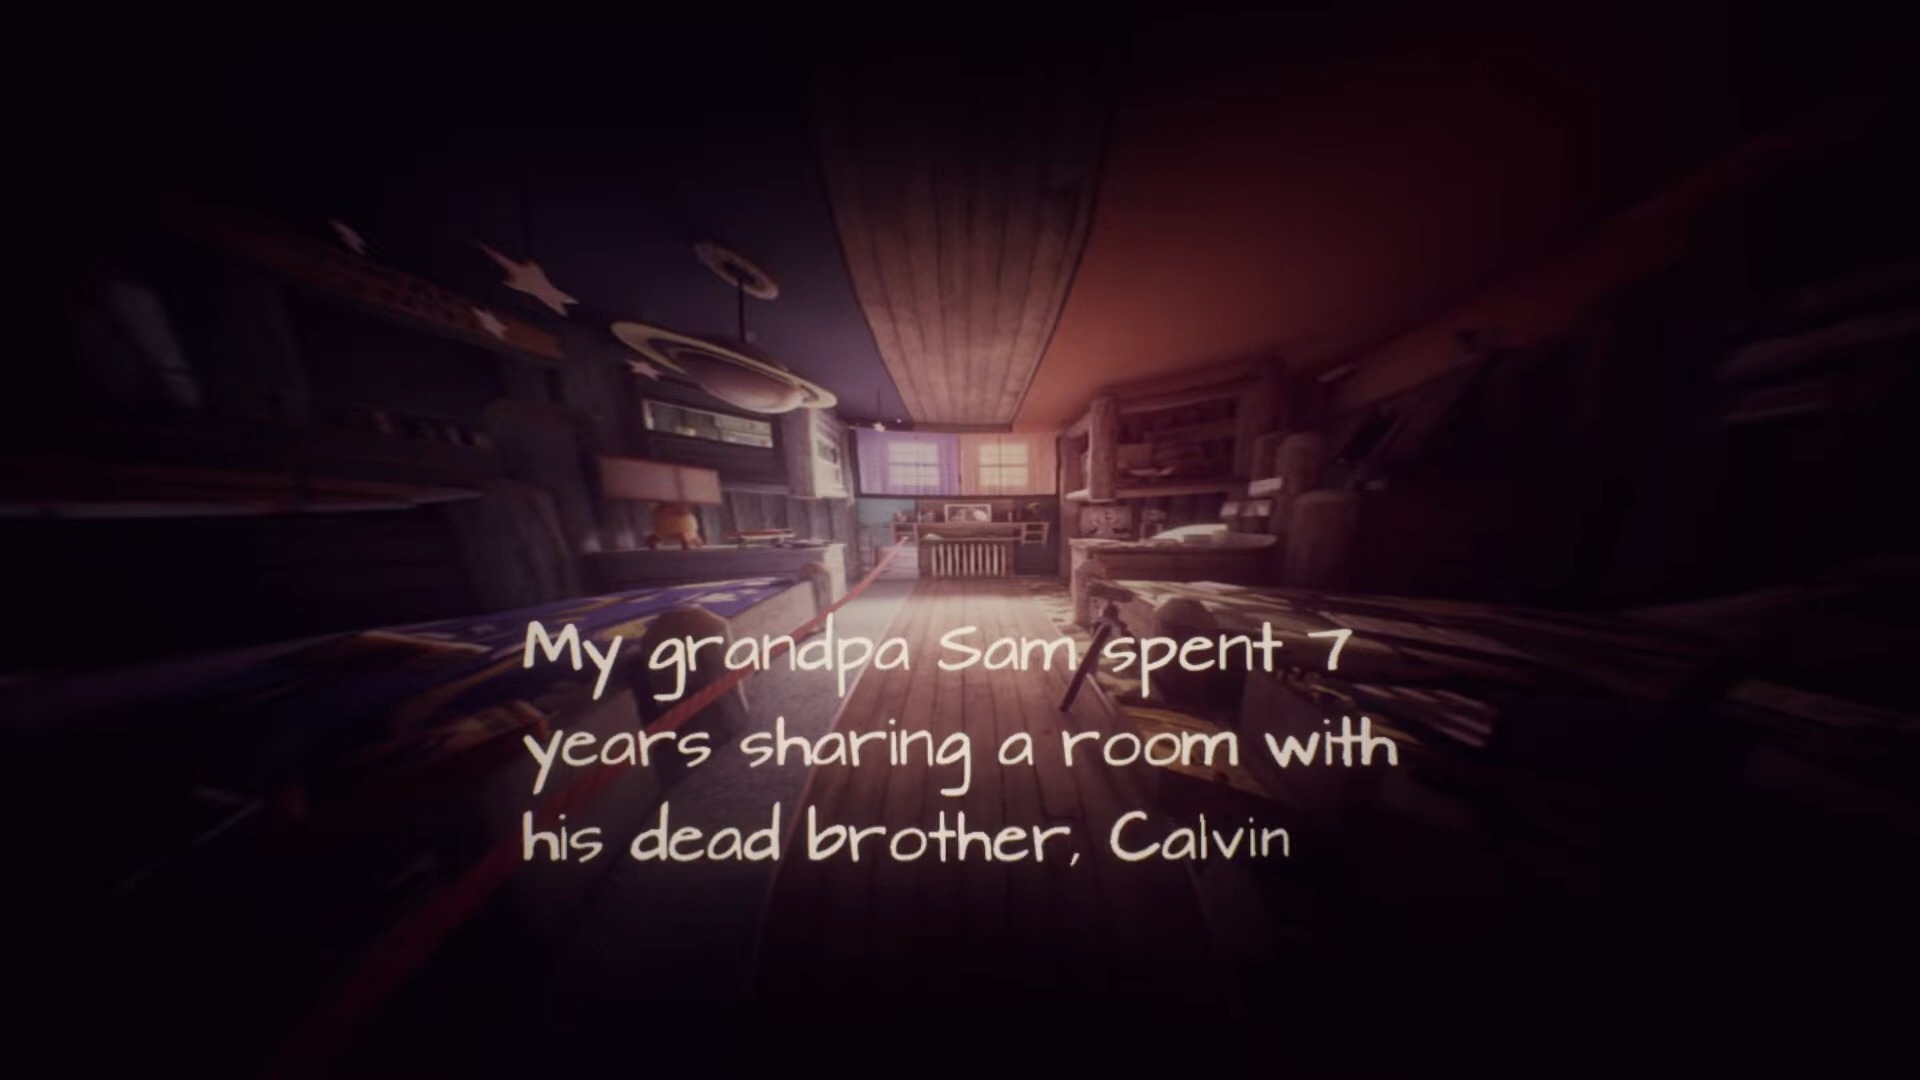 My grandpa Sam spent 7
years sharing a room with
his dead brother, Calvin